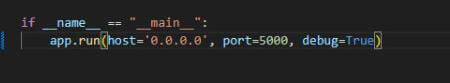 if __name__ == "__main__":
    app.run(host='0.0.0.0', port=5000, debug=True)